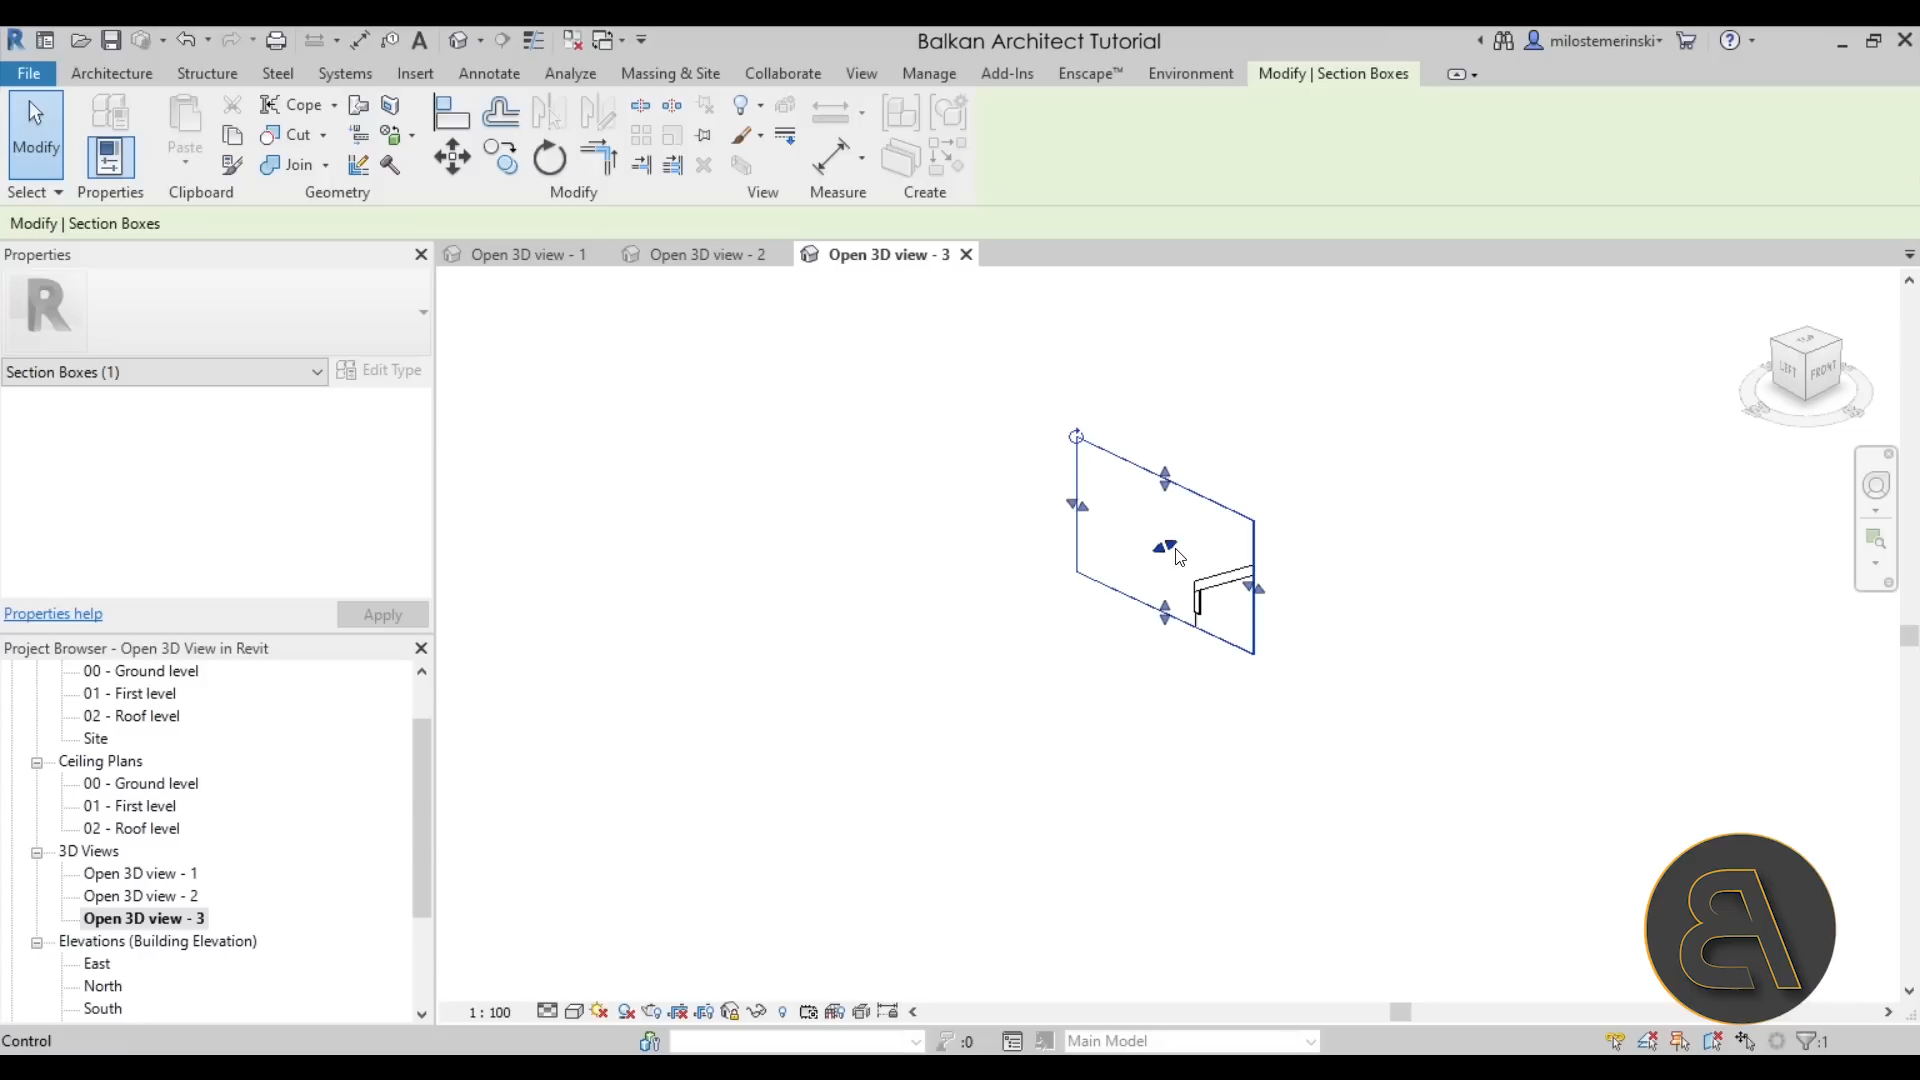 Balkan Architect Tutorial
milostemerinski
File Architecture Structure Steel Systems Insert Annotate Analyze Massing & Site Collaborate View Manage Add-Ins Enscape™ Environment Modify | Section Boxes
Modify
Paste
Cope
Cut
Join
Select Properties Clipboard Geometry Modify View Measure Create
Modify | Section Boxes
Properties
Open 3D view - 1 Open 3D view - 2 Open 3D view - 3
R
Section Boxes (1) Edit Type
TOP
LEFT FRONT
Properties help Apply
Project Browser - Open 3D View in Revit
00 - Ground level
01 - First level
02 - Roof level
Site
Ceiling Plans
00 - Ground level
01 - First level
02 - Roof level
3D Views
Open 3D view - 1
Open 3D view - 2
Open 3D view - 3
Elevations (Building Elevation)
East
North
South
1 : 100
Control :0 Main Model :1